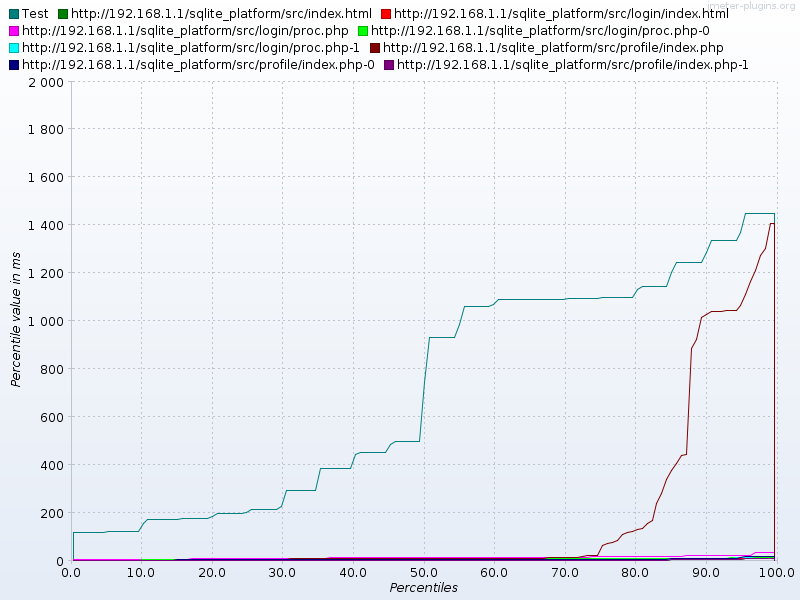 jmeter-plugins.org
Test http://192.168.1.1/sqlite_platform/src/index.html http://192.168.1.1/sqlite_platform/src/login/index.html
http://192.168.1.1/sqlite_platform/src/login/proc.php http://192.168.1.1/sqlite_platform/src/login/proc.php-0
http://192.168.1.1/sqlite_platform/src/login/proc.php-1 http://192.168.1.1/sqlite_platform/src/profile/index.php
http://192.168.1.1/sqlite_platform/src/profile/index.php-0 http://192.168.1.1/sqlite_platform/src/profile/index.php-1
2 000
1 800
1 600
1 400
1 200
1 000
800
600
400
200
0
Percentile value in ms
0.0 10.0 20.0 30.0 40.0 50.0 60.0 70.0 80.0 90.0 100.0
Percentiles